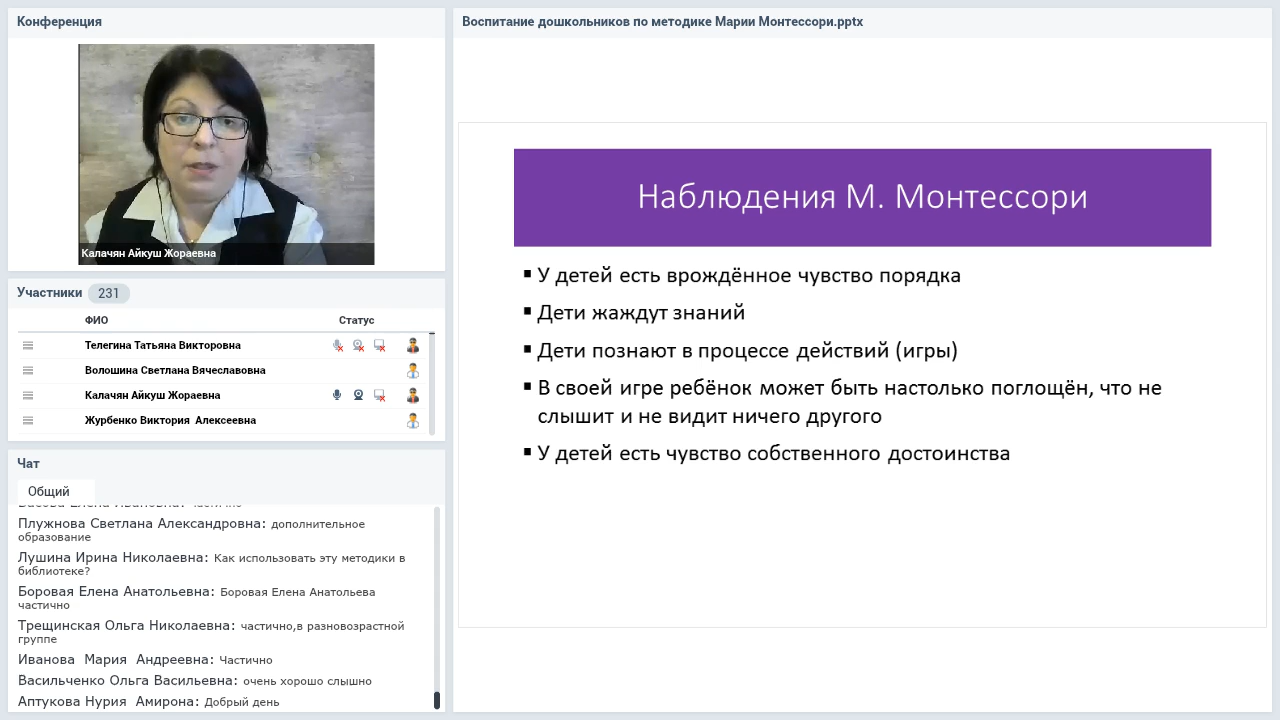 Конференция
Калачян Айкуш Жораевна
Участники 231
ФИО Статус
Телегина Татьяна Викторовна
Волошина Светлана Вячеславовна
Калачян Айкуш Жораевна
Журбенко Виктория Алексеевна
Чат
Общий
Плужнова Светлана Александровна: дополнительное
образование
Лушина Ирина Николаевна: Как использовать эту методики в
библиотеке?
Боровая Елена Анатольевна: Боровая Елена Анатольева
частично
Трещинская Ольга Николаевна: частично,в разновозрастной
группе
Иванова Мария Андреевна: Частично
Васильченко Ольга Васильевна: очень хорошо слышно
Аптукова Нурия Амирона: Добрый день
Воспитание дошкольников по методике Марии Монтессори.pptx
Наблюдения М. Монтессори
▪ У детей есть врождённое чувство порядка
▪ Дети жаждут знаний
▪ Дети познают в процессе действий (игры)
▪ В своей игре ребёнок может быть настолько поглощён, что не
слышит и не видит ничего другого
▪ У детей есть чувство собственного достоинства